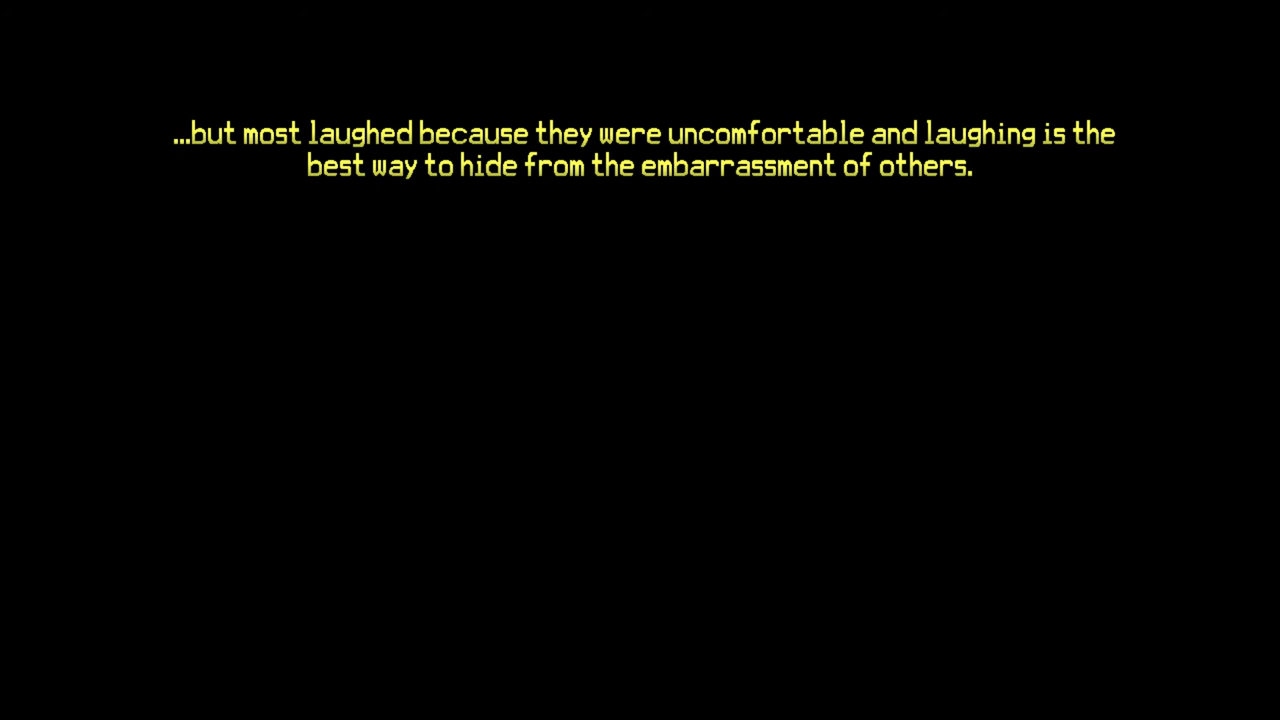 ...but most laughed because they were uncomfortable and laughing is the
best way to hide from the embarrassment of others.